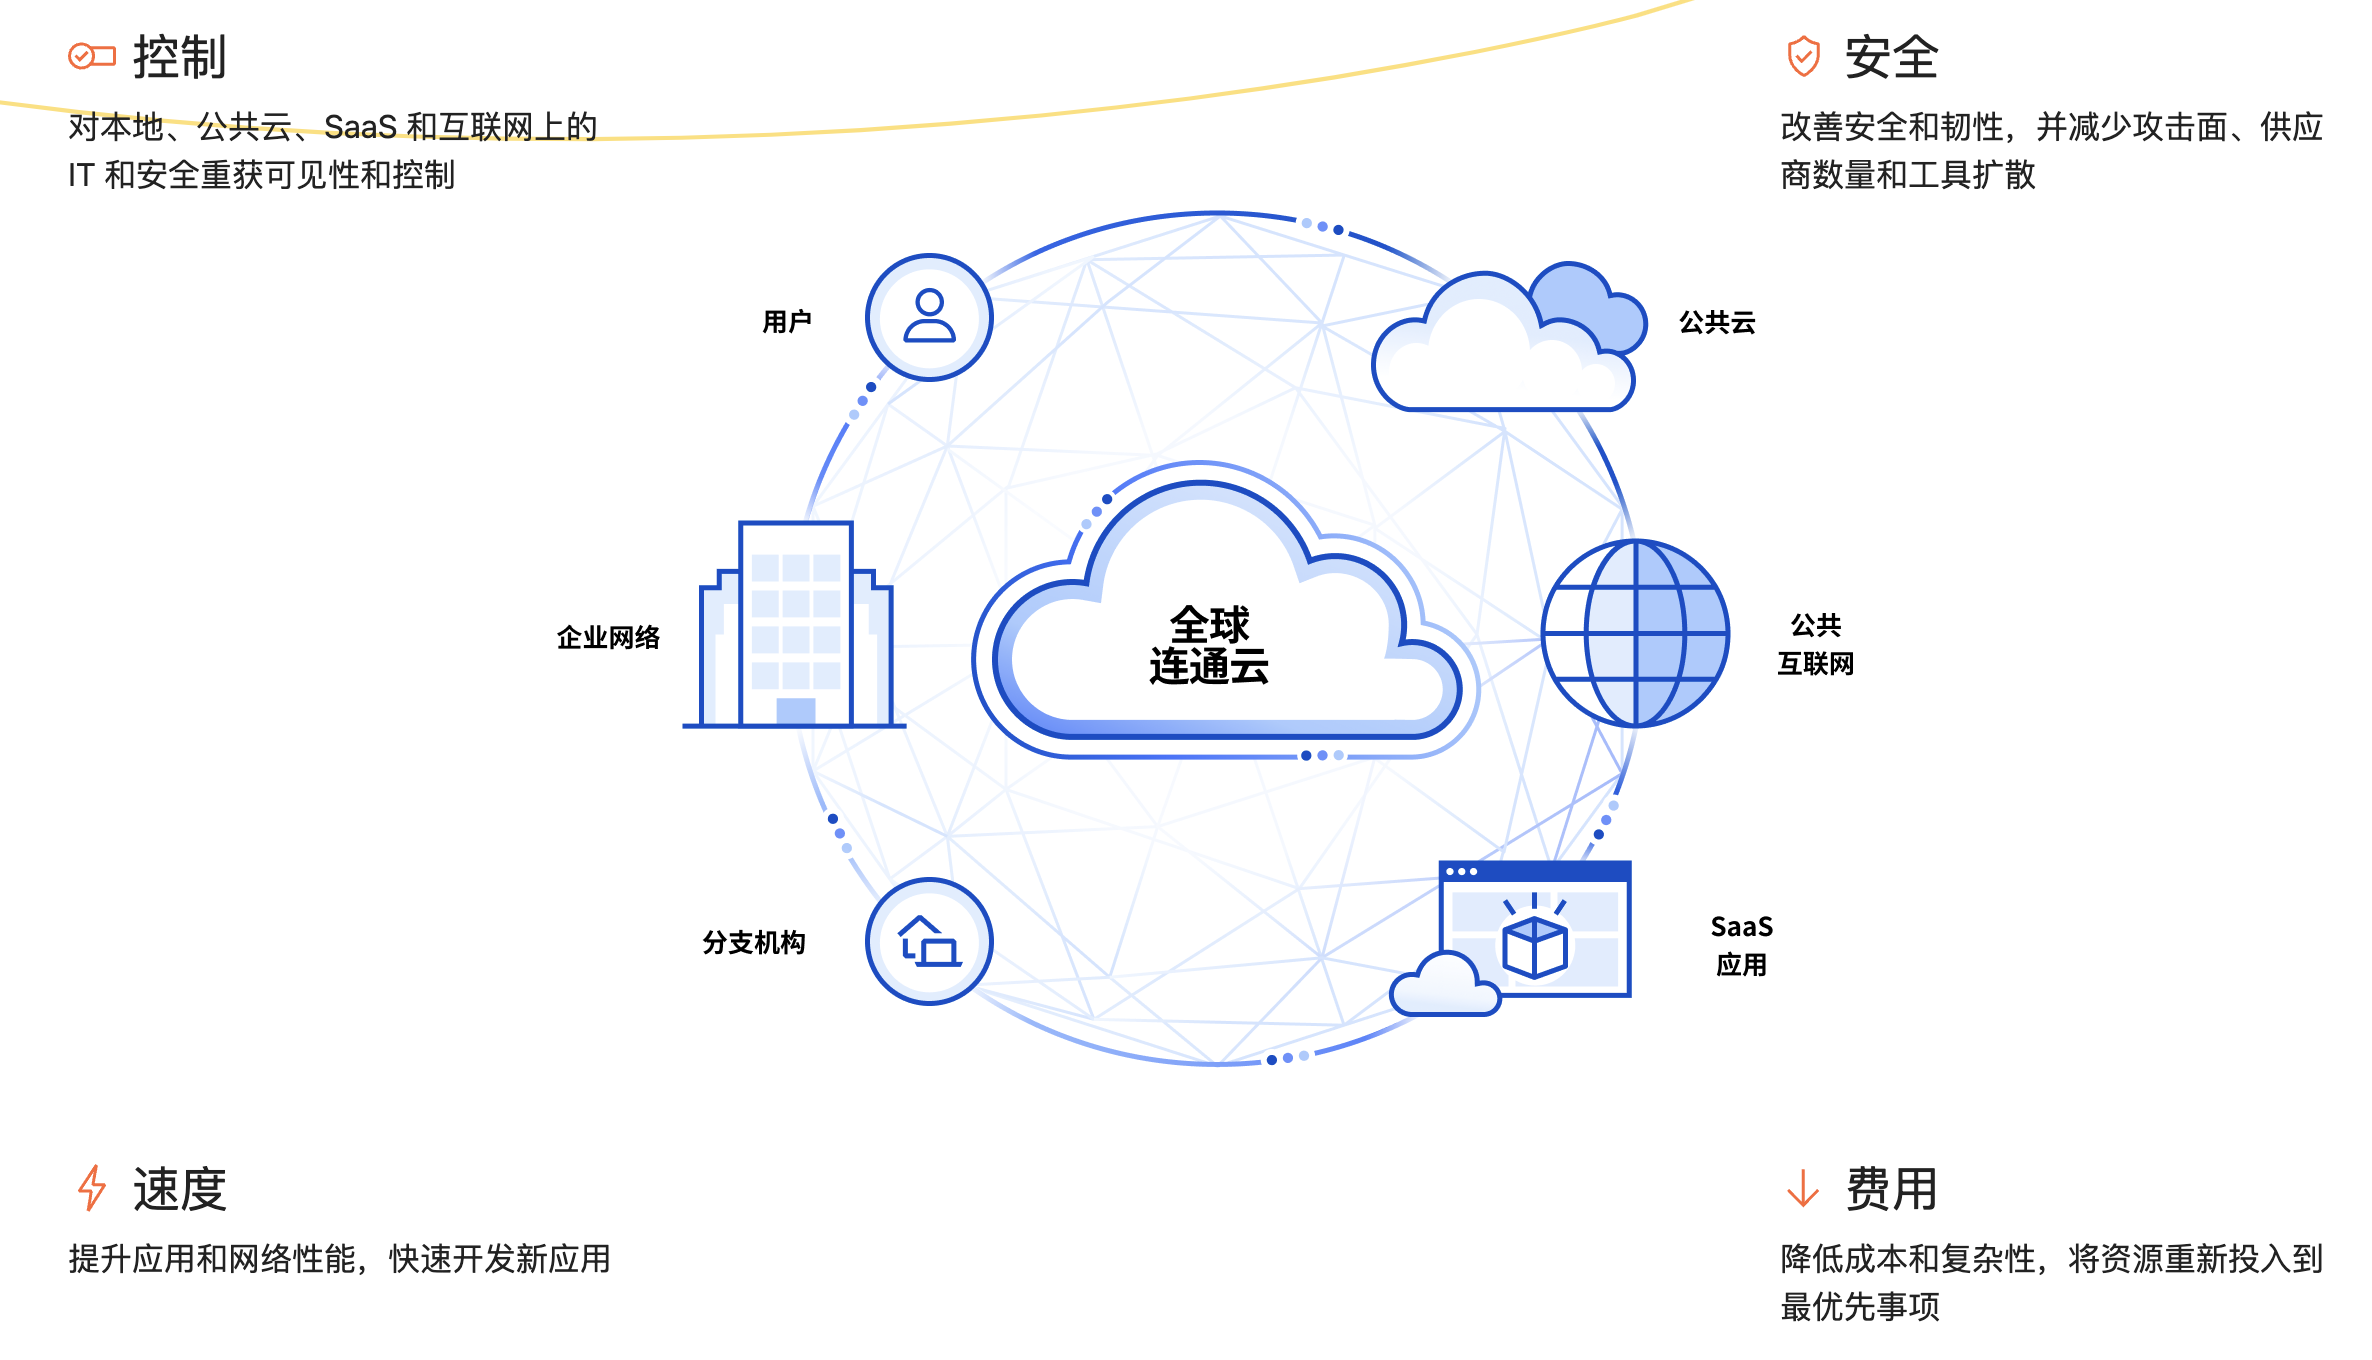 控制
对本地、公共云、SaaS 和互联网上的
IT 和安全重获可见性和控制
安全
改善安全和韧性，并减少攻击面、供应
商数量和工具扩散
用户
公共云
企业网络
全球
连通云
公共
互联网
分支机构
SaaS
应用
速度
提升应用和网络性能，快速开发新应用
费用
降低成本和复杂性，将资源重新投入到
最优先事项